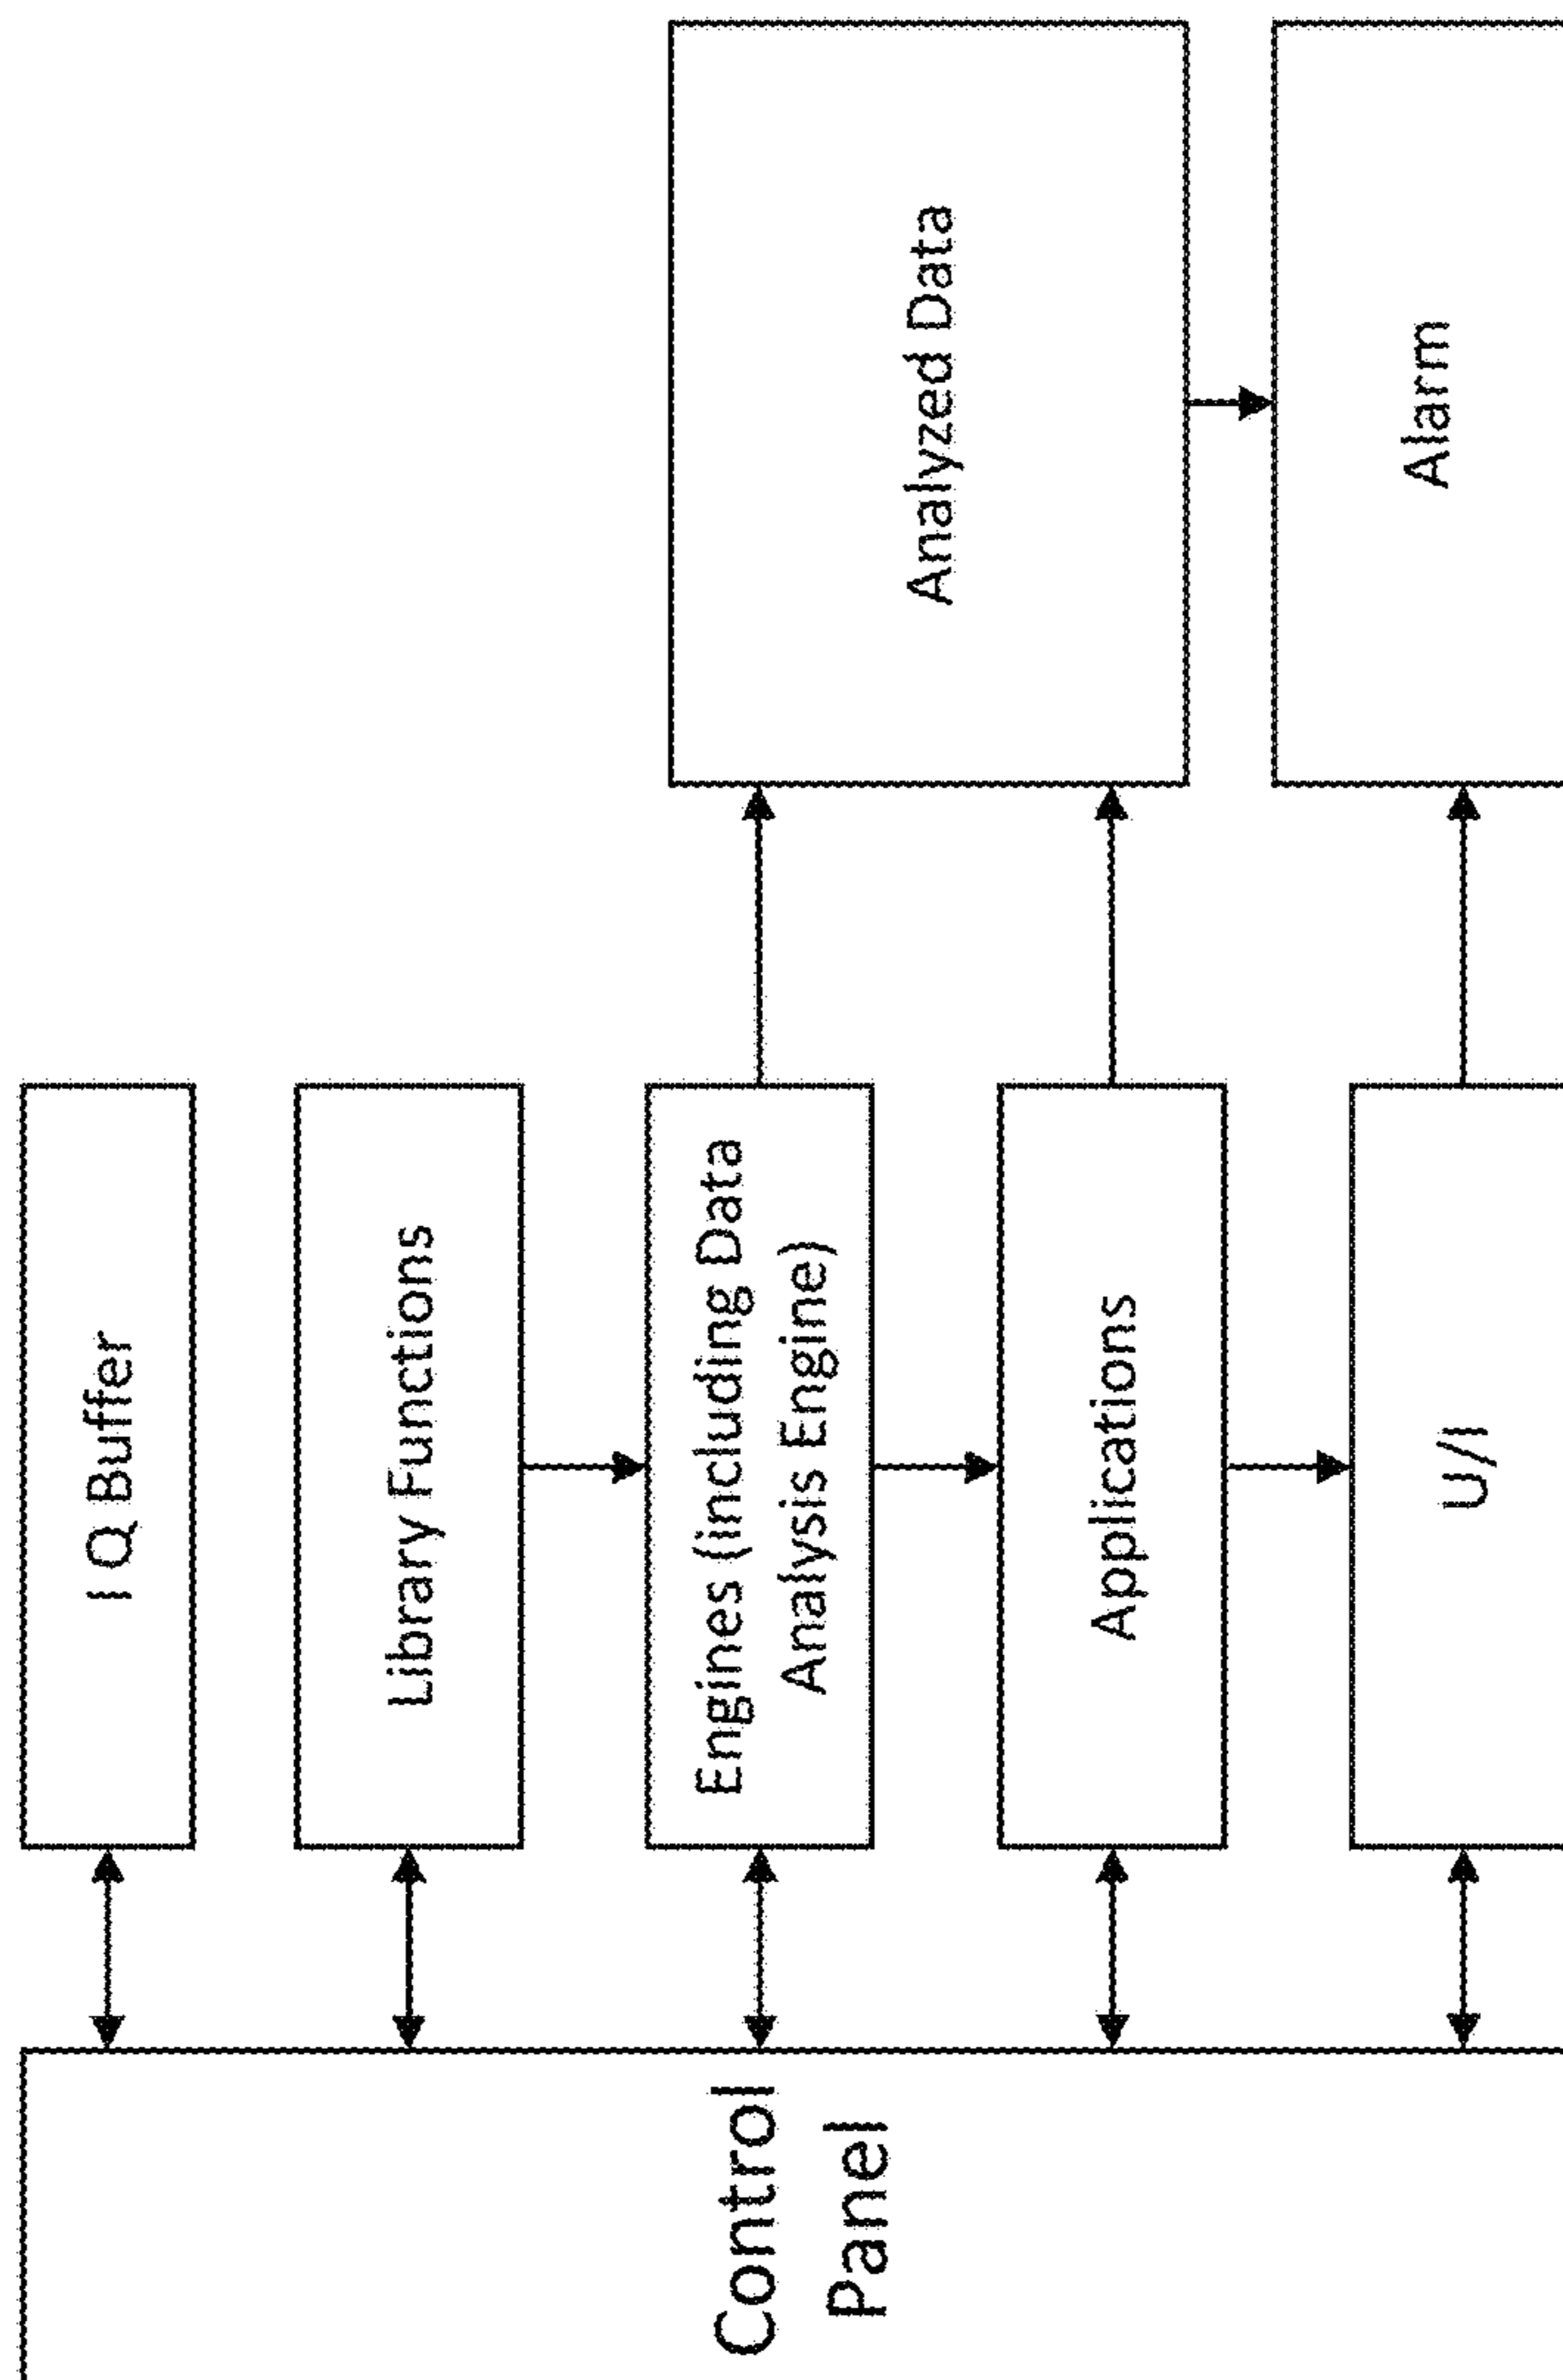 Control
Panel
I Q Buffer
Library Functions
Engines (including Data
Analysis Engine)
Applications
U/I
Analyzed Data
Alarm